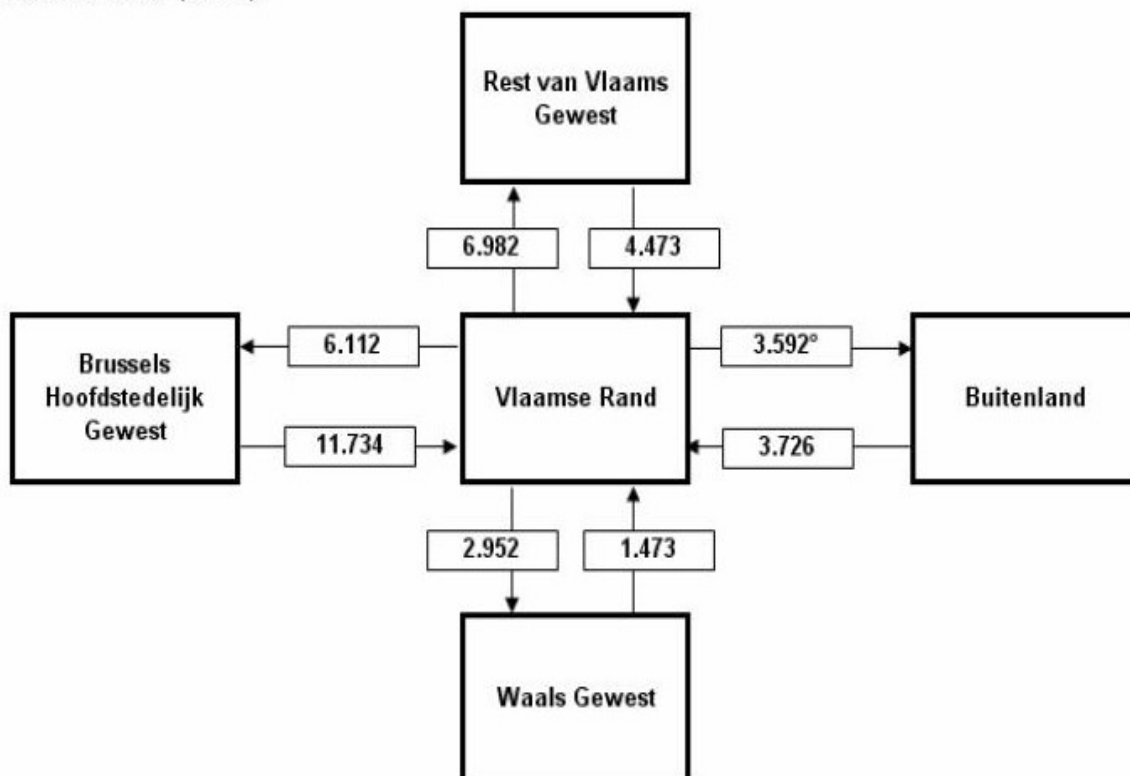 Rest van Vlaams
Gewest
6.982
4.473
Brussels
Hoofdstedelijk
Gewest
6.112
11.734
Vlaamse Rand
3.592°
3.726
Buitenland
2.952
1.473
Waals Gewest